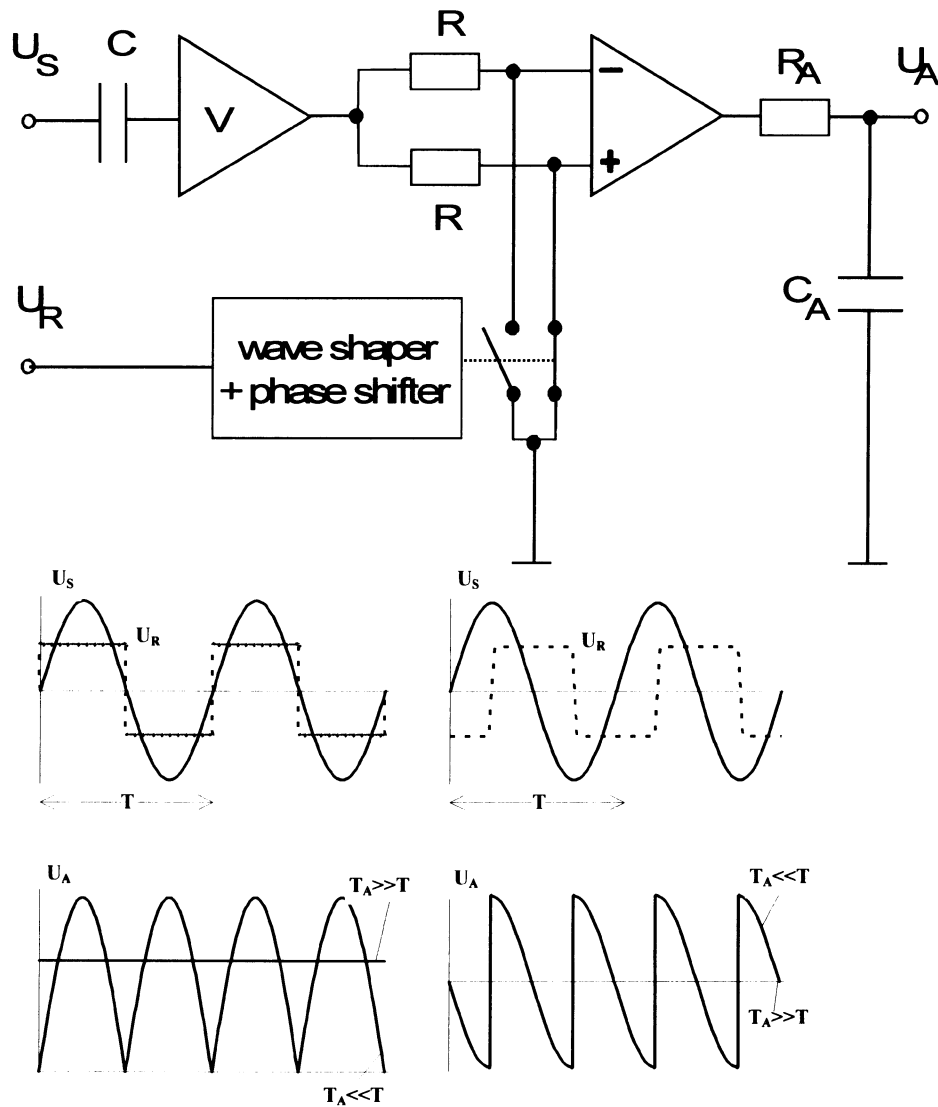 U_S C R R_A U_A
V − +
R
U_R C_A
wave shaper
+ phase shifter
U_S U_S
U_R U_R
T T
U_A T_A>>T U_A T_A<<T
T_A>>T
T_A<<T